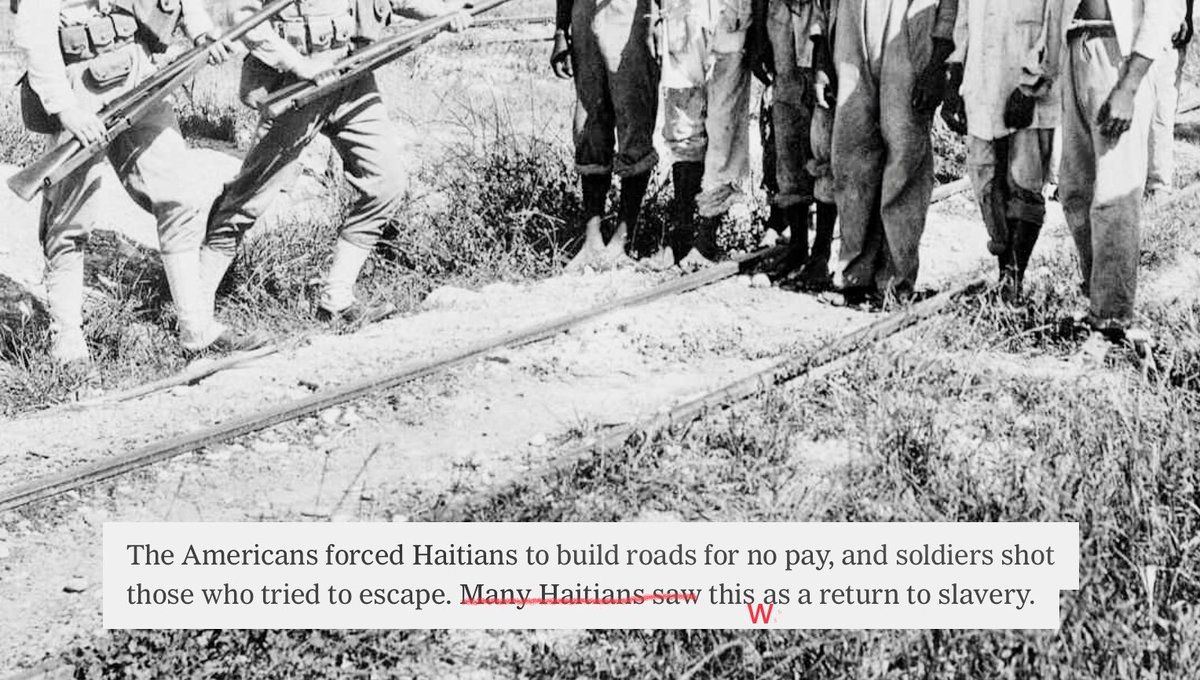 The Americans forced Haitians to build roads for no pay, and soldiers shot
those who tried to escape. Many Haitians saw this as a return to slavery.
w